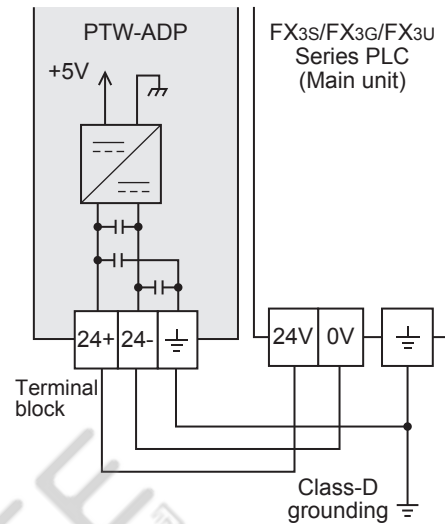 PTW-ADP
FX3S/FX3G/FX3U
Series PLC
(Main unit)
+5V
24+ 24-
24V 0V
Terminal
block
Class-D
grounding